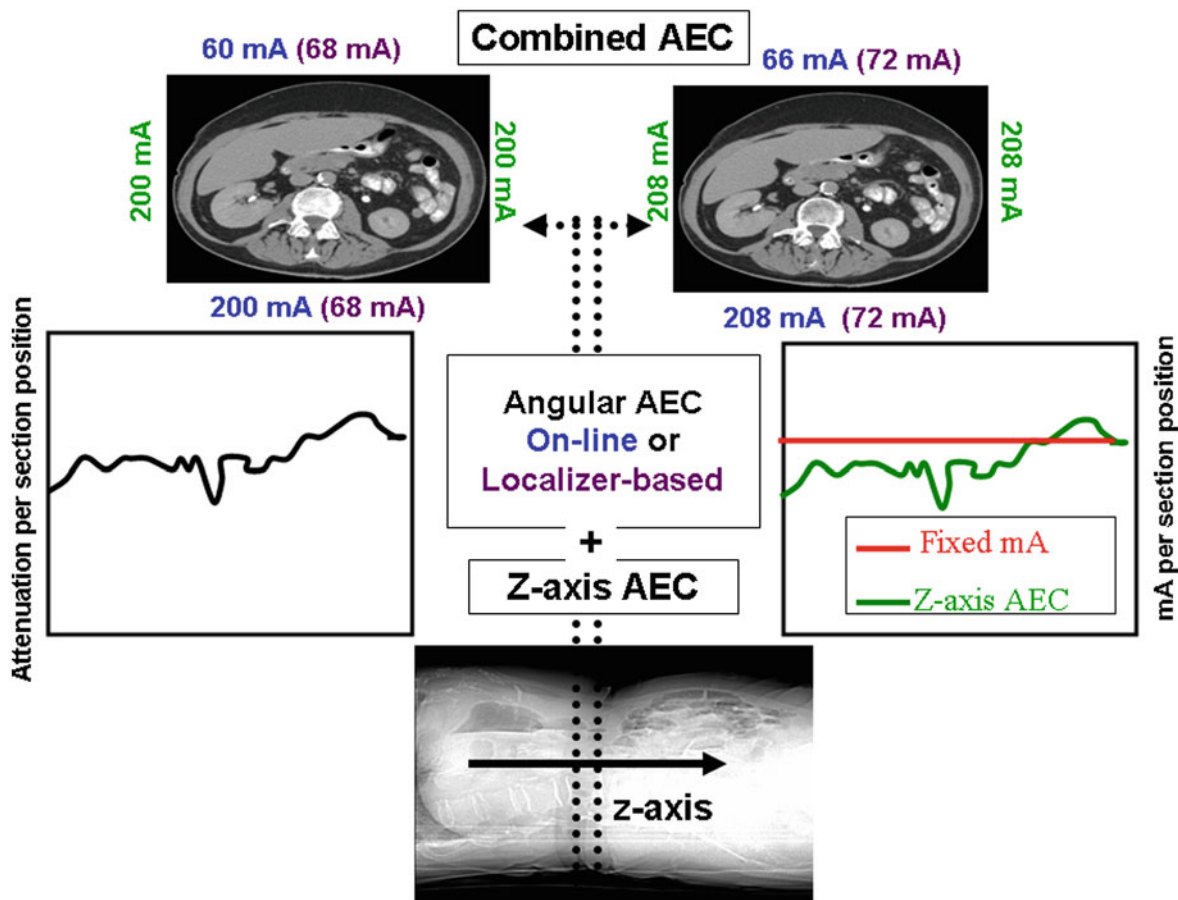 Combined AEC
60 mA (68 mA)
66 mA (72 mA)
200 mA
200 mA
208 mA
208 mA
200 mA (68 mA)
208 mA (72 mA)
Attenuation per section position
Angular AEC
On-line or
Localizer-based
+
Z-axis AEC
mA per section position
Fixed mA
Z-axis AEC
z-axis